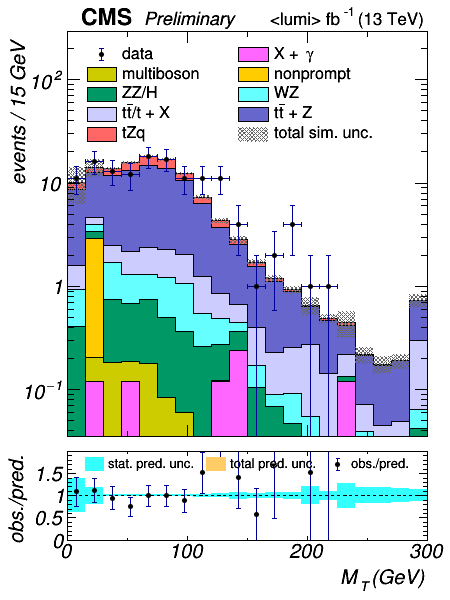 CMS Preliminary <lumi> fb⁻¹ (13 TeV)
events / 15 GeV
data
X + γ
multiboson
nonprompt
ZZ/H
WZ
tt̄/t + X
tt̄ + Z
tZq
total sim. unc.
10²
10
1
10⁻¹
obs./pred.
stat. pred. unc.
total pred. unc.
obs./pred.
1.5
1
0.5
0
0 100 200 300
M_T(GeV)